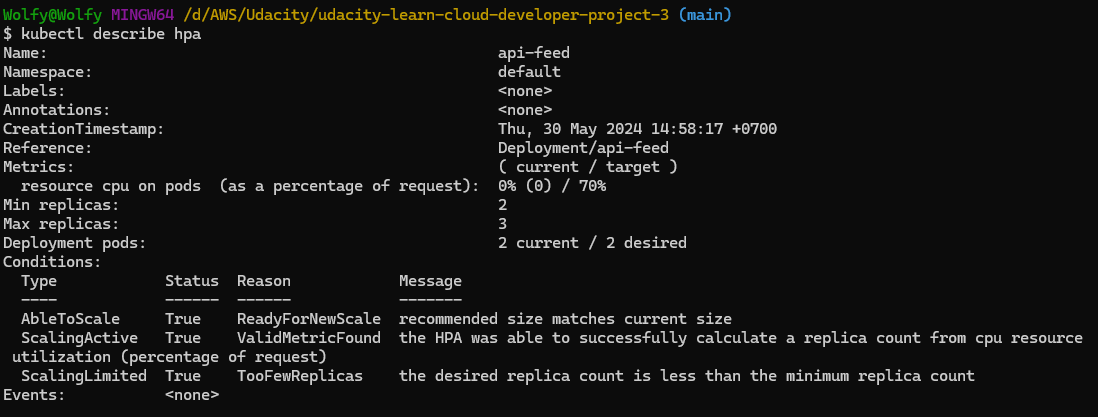 Wolfy@Wolfy MINGW64 /d/AWS/Udacity/udacity-learn-cloud-developer-project-3 (main)
$ kubectl describe hpa
Name:                                                  api-feed
Namespace:                                             default
Labels:                                                <none>
Annotations:                                           <none>
CreationTimestamp:                                     Thu, 30 May 2024 14:58:17 +0700
Reference:                                             Deployment/api-feed
Metrics:                                               ( current / target )
  resource cpu on pods  (as a percentage of request):  0% (0) / 70%
Min replicas:                                          2
Max replicas:                                          3
Deployment pods:                                       2 current / 2 desired
Conditions:
  Type            Status  Reason            Message
  ----            ------  ------            -------
  AbleToScale     True    ReadyForNewScale  recommended size matches current size
  ScalingActive   True    ValidMetricFound  the HPA was able to successfully calculate a replica count from cpu resource
 utilization (percentage of request)
  ScalingLimited  True    TooFewReplicas    the desired replica count is less than the minimum replica count
Events:           <none>